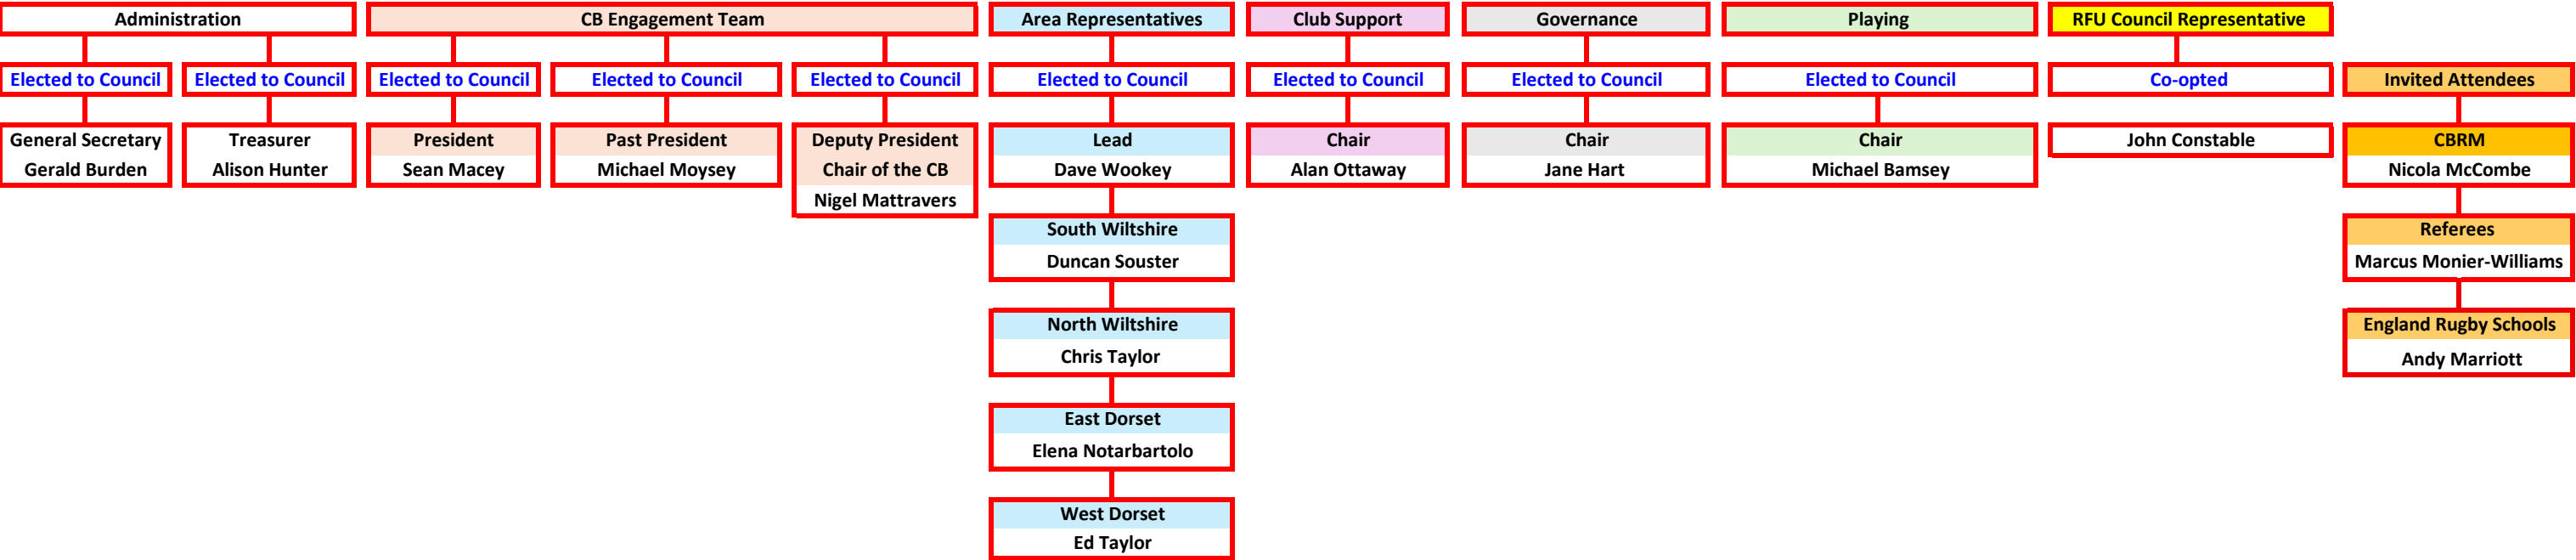 Administration
CB Engagement Team
Area Representatives
Club Support
Governance
Playing
RFU Council Representative
Elected to Council
Elected to Council
Elected to Council
Elected to Council
Elected to Council
Elected to Council
Elected to Council
Elected to Council
Elected to Council
Co-opted
Invited Attendees
General Secretary
Gerald Burden
Treasurer
Alison Hunter
President
Sean Macey
Past President
Michael Moysey
Deputy President
Chair of the CB
Nigel Mattravers
Lead
Dave Wookey
Chair
Alan Ottaway
Chair
Jane Hart
Chair
Michael Bamsey
John Constable
CBRM
Nicola McCombe
South Wiltshire
Duncan Souster
Referees
Marcus Monier-Williams
North Wiltshire
Chris Taylor
England Rugby Schools
Andy Marriott
East Dorset
Elena Notarbartolo
West Dorset
Ed Taylor